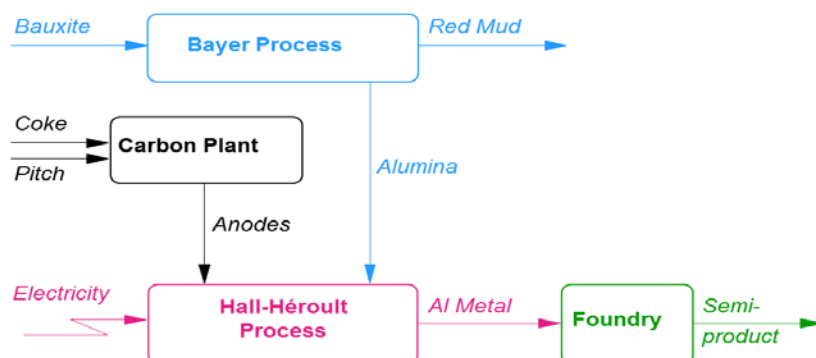 Bauxite
Bayer Process
Red Mud
Coke
Carbon Plant
Pitch
Alumina
Anodes
Electricity
Hall-Héroult
Process
Al Metal
Foundry
Semi-
product